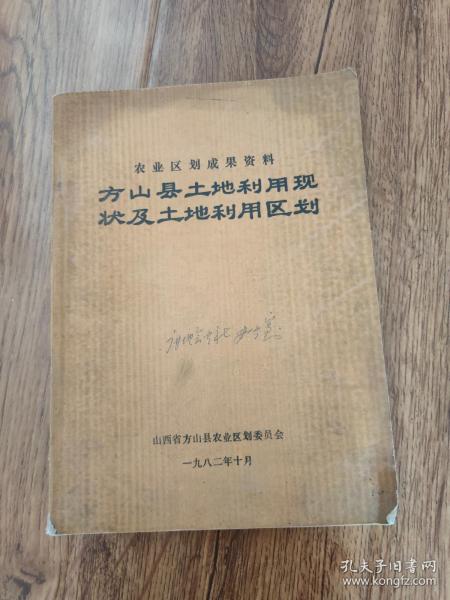 农业区划成果资料
方山县土地利用现
状及土地利用区划
山西省方山县农业区划委员会
一九八二年十月
孔夫子旧书网
www.kongfz.com